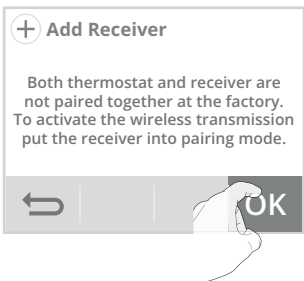 Add Receiver
Both thermostat and receiver are
not paired together at the factory.
To activate the wireless transmission
put the receiver into pairing mode.
OK